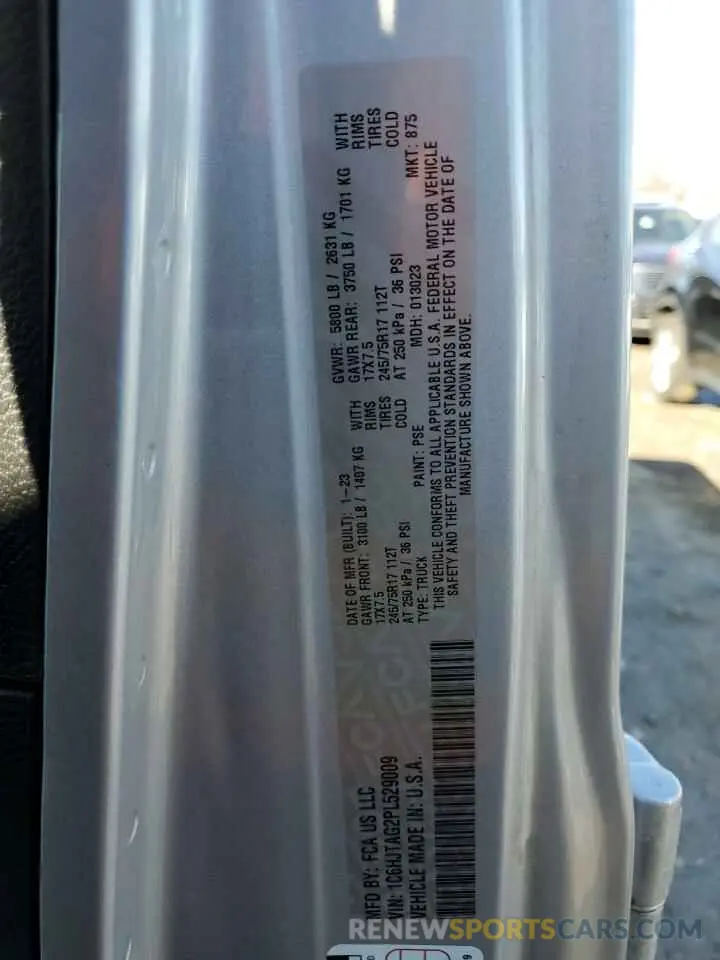 MFD BY: FCA US LLC
DATE OF MFR (BUILT): 1-23
GVWR: 5800 LB / 2631 KG
GAWR FRONT: 3100 LB / 1407 KG WITH
GAWR REAR: 3750 LB / 1701 KG WITH
17X7.5 RIMS
17X7.5 RIMS
245/75R17 112T TIRES
245/75R17 112T TIRES
AT 250 kPa / 36 PSI COLD
AT 250 kPa / 36 PSI COLD
VIN: 1C6HJTAG2PL529009
TYPE: TRUCK PAINT: PSE MDH: 013023 MKT: 875
VEHICLE MADE IN: U.S.A.
THIS VEHICLE CONFORMS TO ALL APPLICABLE U.S.A. FEDERAL MOTOR VEHICLE
SAFETY AND THEFT PREVENTION STANDARDS IN EFFECT ON THE DATE OF
MANUFACTURE SHOWN ABOVE.
RENEWSPORTSCARS.COM